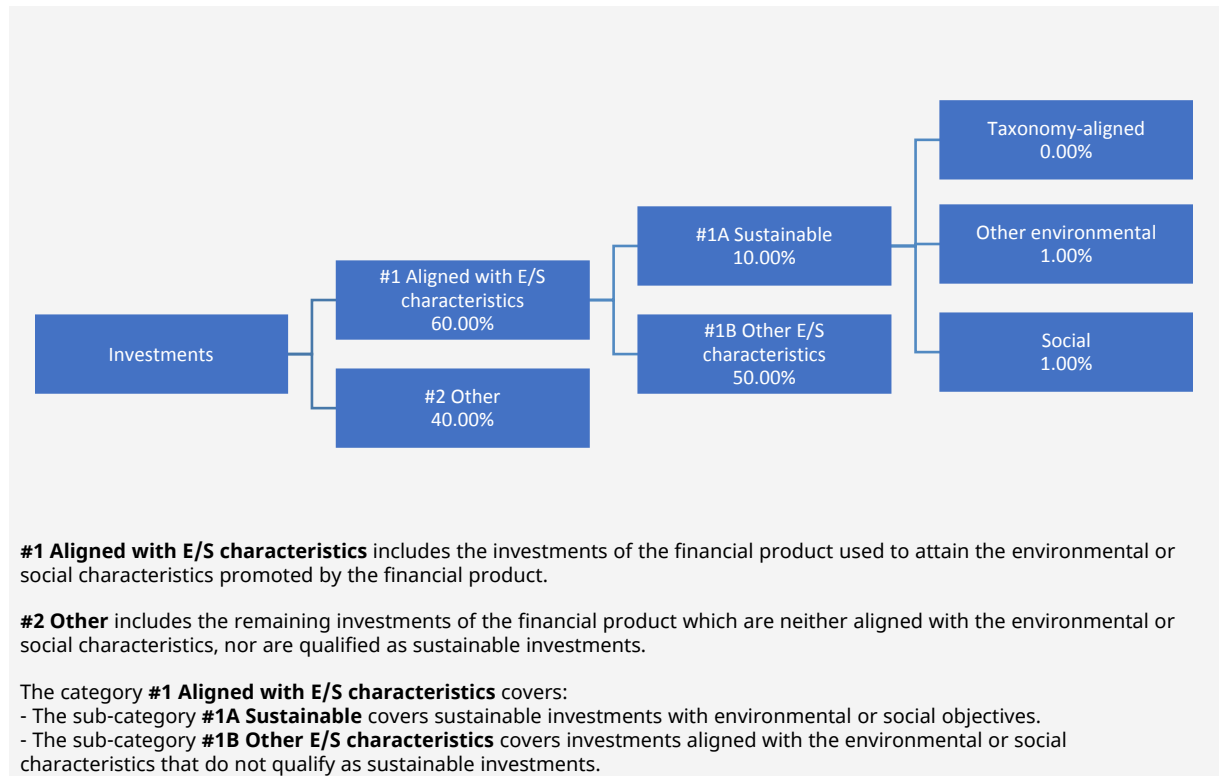 Investments
#1 Aligned with E/S
characteristics
60.00%
#2 Other
40.00%
#1A Sustainable
10.00%
#1B Other E/S
characteristics
50.00%
Taxonomy-aligned
0.00%
Other environmental
1.00%
Social
1.00%
#1 Aligned with E/S characteristics includes the investments of the financial product used to attain the environmental or
social characteristics promoted by the financial product.
#2 Other includes the remaining investments of the financial product which are neither aligned with the environmental or
social characteristics, nor are qualified as sustainable investments.
The category #1 Aligned with E/S characteristics covers:
- The sub-category #1A Sustainable covers sustainable investments with environmental or social objectives.
- The sub-category #1B Other E/S characteristics covers investments aligned with the environmental or social
characteristics that do not qualify as sustainable investments.